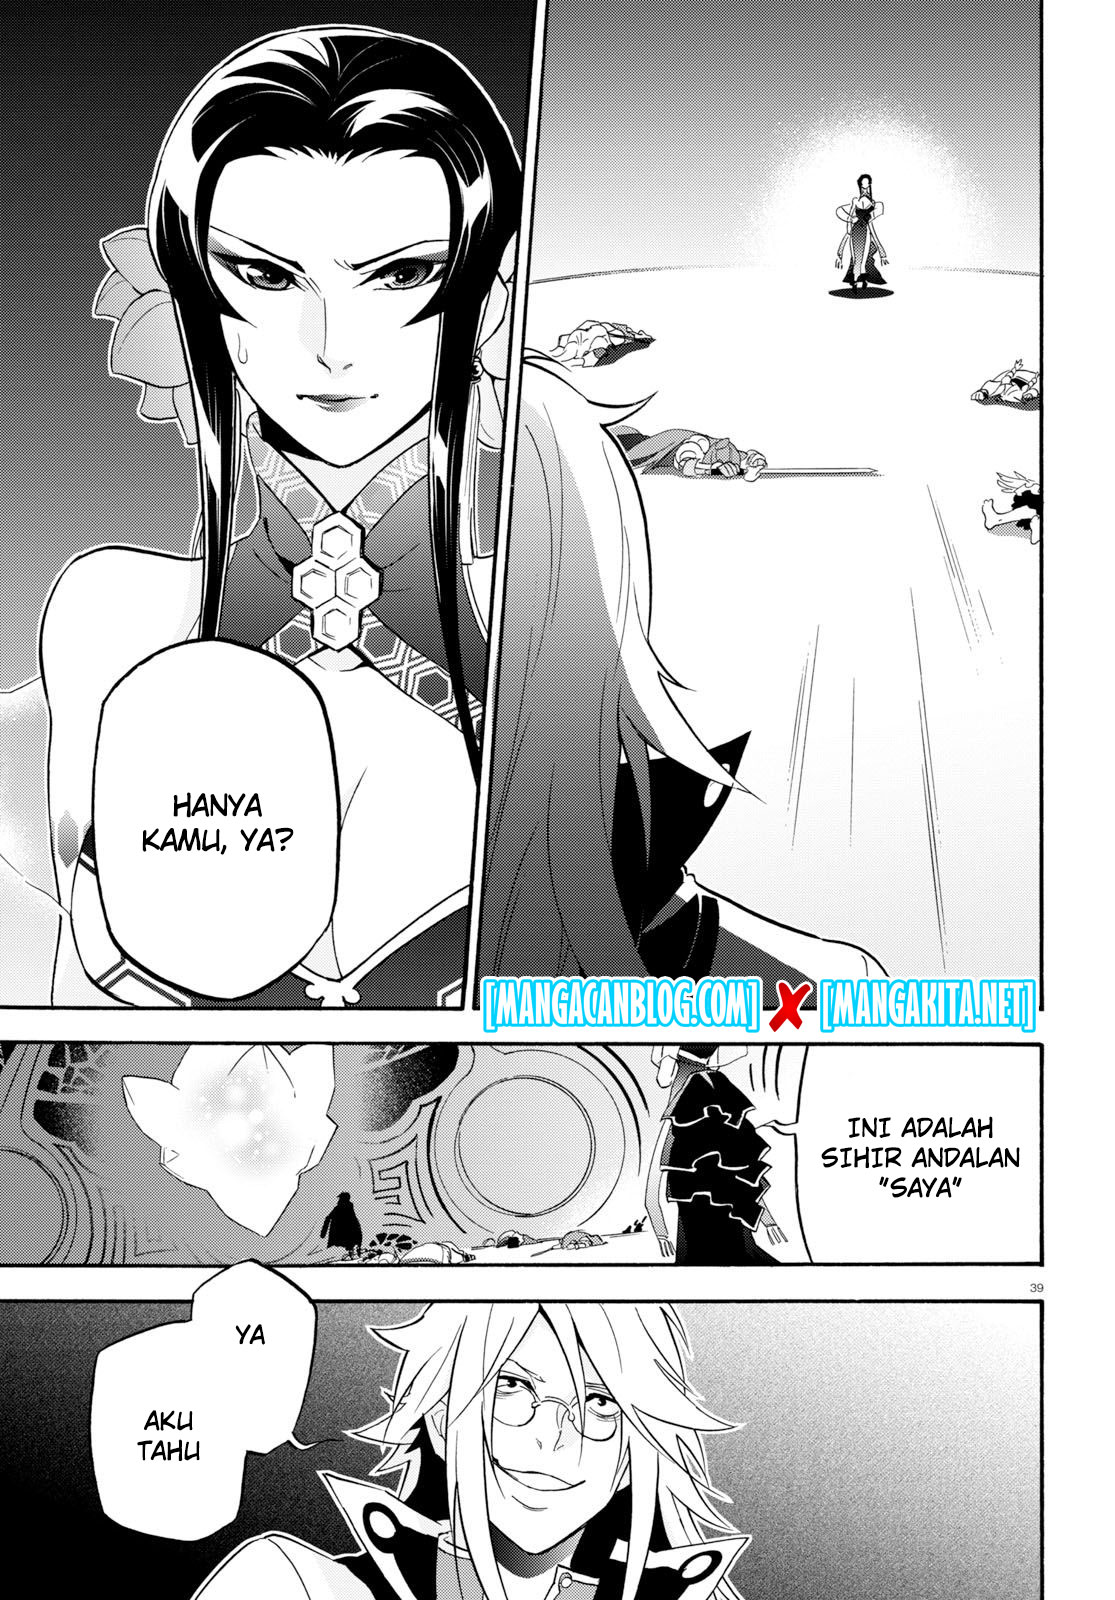 HANYA
KAMU, YA?
[MANGACANBLOG.COM] X [MANGAKITA.NET]
INI ADALAH
SIHIR ANDALAN
"SAYA"
39
YA
AKU
TAHU